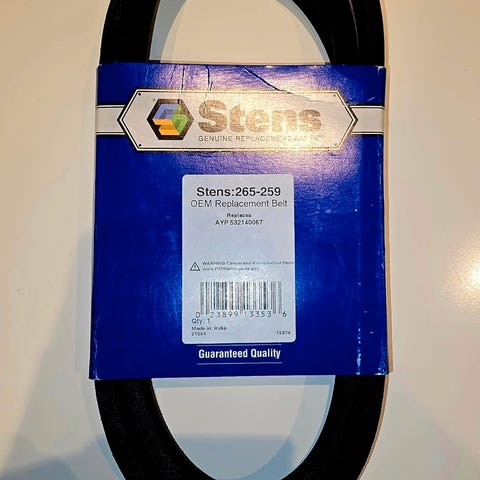 Stens
GENUINE REPLACEMENT PARTS
Stens:265-259
OEM Replacement Belt
Replaces
AYP 532140067
WARNING:Cancer and Reproductive Harm
www.P65Warnings.ca.gov
0 23899 13353 6
Qty: 1
Made in: India
21364 12874
Guaranteed Quality